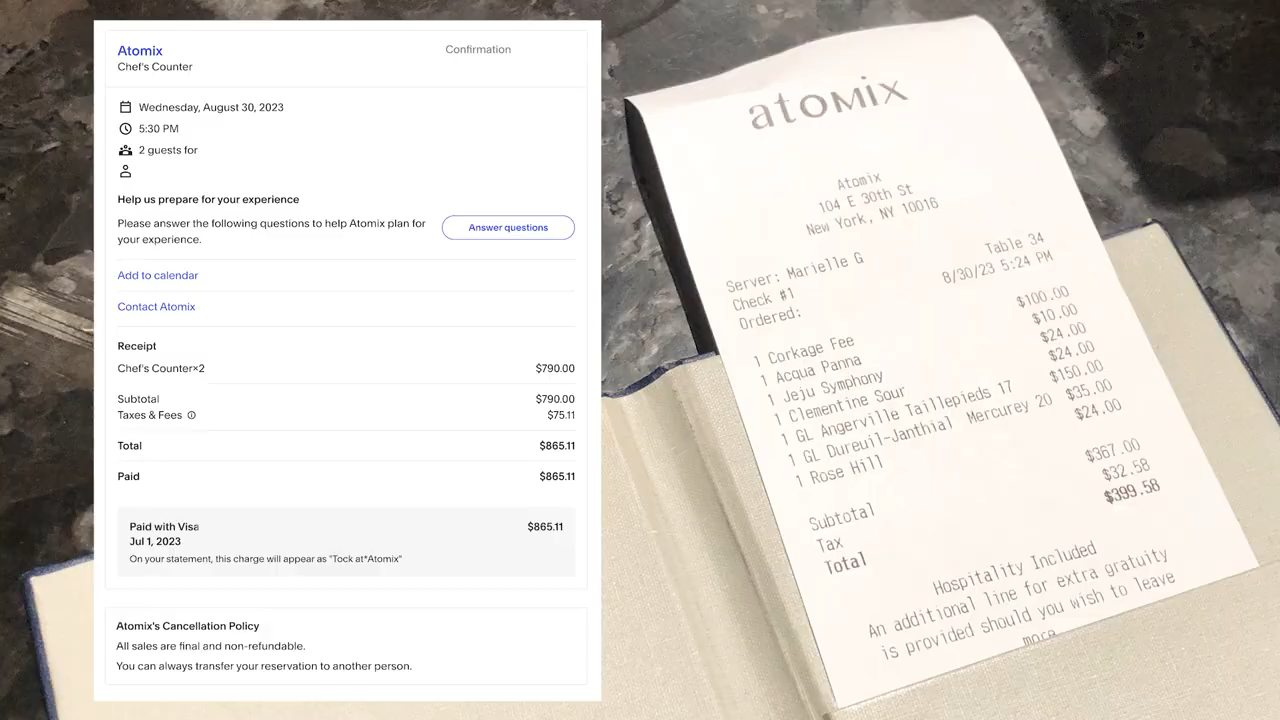 Atomix
Confirmation
Chef's Counter
Wednesday, August 30, 2023
5:30 PM
2 guests for
Help us prepare for your experience
Please answer the following questions to help Atomix plan for
your experience.
Answer questions
Add to calendar
Contact Atomix
Receipt
Chef's Counter×2 $790.00
Subtotal $790.00
Taxes & Fees $75.11
Total $865.11
Paid $865.11
Paid with Visa $865.11
Jul 1, 2023
On your statement, this charge will appear as "Tock at*Atomix"
Atomix's Cancellation Policy
All sales are final and non-refundable.
You can always transfer your reservation to another person.
atomix
Atomix
104 E 30th St
New York, NY 10016
Server: Marielle G Table 34
Check #1 8/30/23 5:24 PM
Ordered:
1 Corkage Fee $100.00
1 Acqua Panna $10.00
1 Jeju Symphony $24.00
1 Clementine Sour $24.00
1 GL Angerville Taillepieds 17 $150.00
1 GL Dureuil-Janthial Mercurey 20 $35.00
1 Rose Hill $24.00
Subtotal $367.00
Tax $32.58
Total $399.58
Hospitality Included
An additional line for extra gratuity
is provided should you wish to leave
more